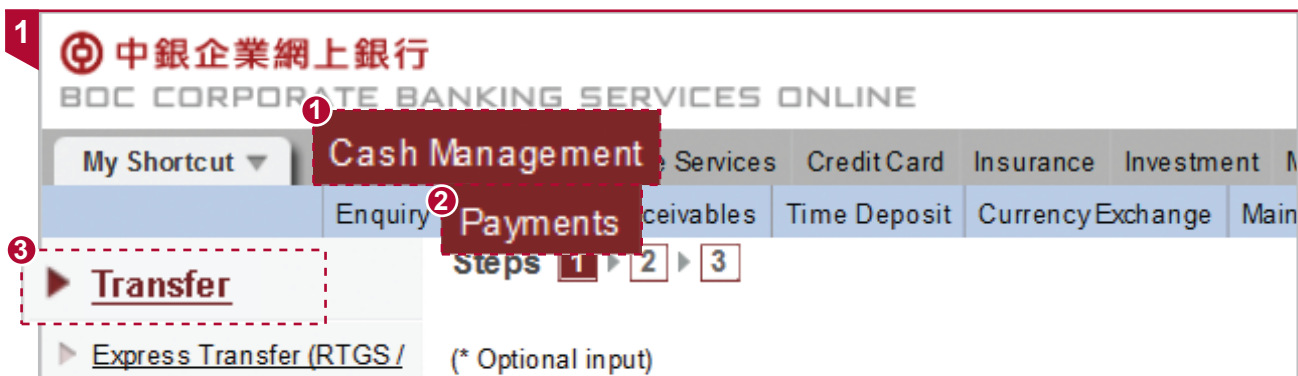 1
中銀企業網上銀行
BOC CORPORATE BANKING SERVICES ONLINE
1
My Shortcut Cash Management Services Credit Card Insurance Investment
2
Enquiry Payments Time Deposit Currency Exchange
3
Transfer Steps 1 2 3
Express Transfer (RTGS / (* Optional input)